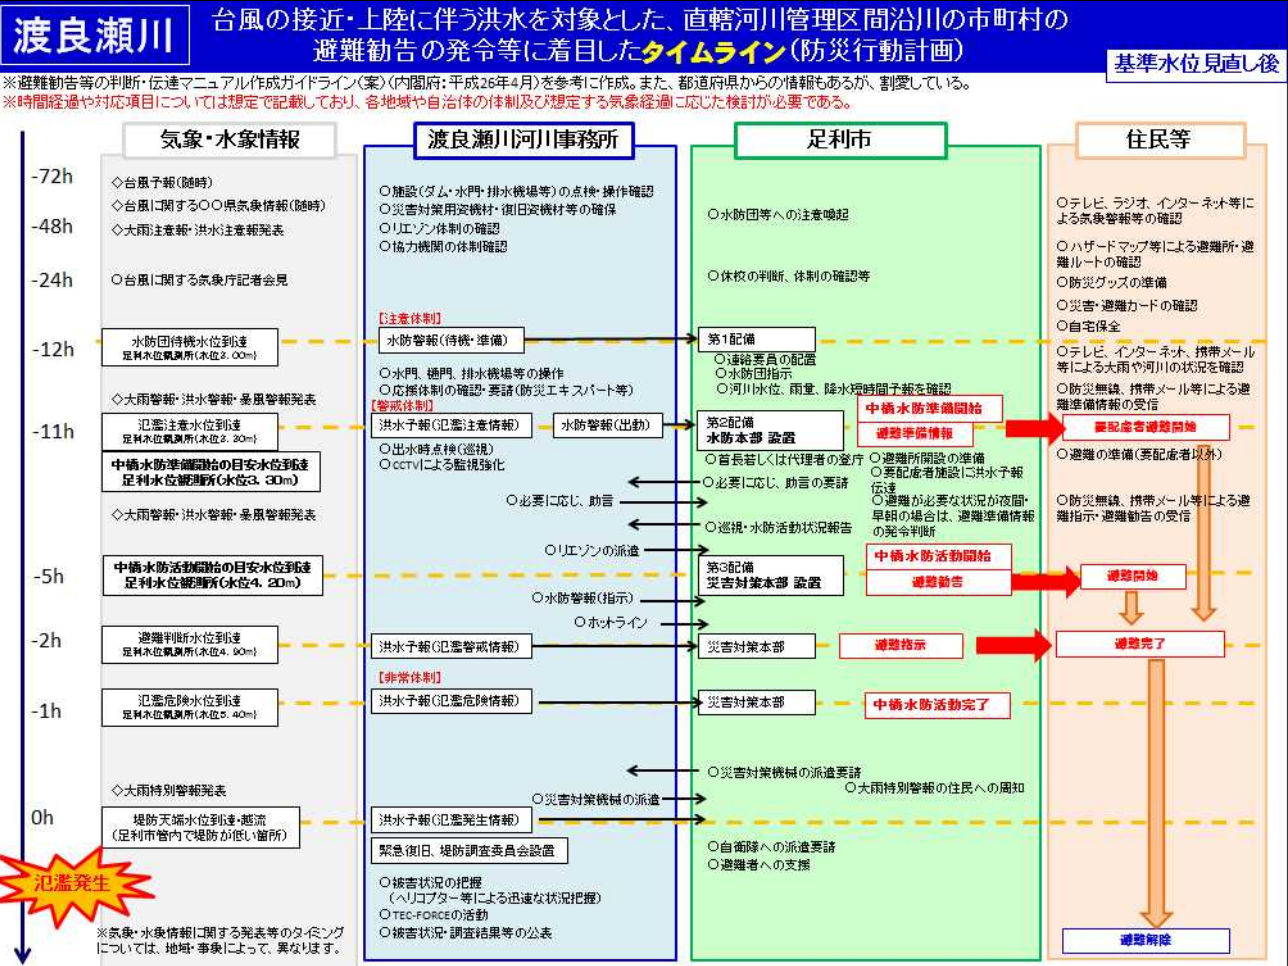 渡良瀬川
台風の接近・上陸に伴う洪水を対象とした、直轄河川管理区間沿川の市町村の
避難勧告の発令等に着目したタイムライン(防災行動計画)
基準水位見直し後
※避難勧告等の判断・伝達マニュアル作成ガイドライン(案)(内閣府:平成26年4月)を参考に作成。また、都道府県からの情報もあるが、割愛している。
※時間経過や対応項目については想定で記載しており、各地域や自治体の体制及び想定する気象経過に応じた検討が必要である。
気象・水象情報
-72h
◇台風予報(随時)
◇台風に関する〇〇県気象情報(随時)
-48h
◇大雨注意報・洪水注意報発表
-24h
○台風に関する気象庁記者会見
-12h
水防団待機水位到達
足利水位観測所(水位2.00m)
◇大雨警報・洪水警報・暴風警報発表
-11h
氾濫注意水位到達
足利水位観測所(水位3.30m)
中橋水防準備開始の目安水位到達
足利水位観測所(水位3.30m)
◇大雨警報・洪水警報・暴風警報発表
-5h
中橋水防活動開始の目安水位到達
足利水位観測所(水位4.20m)
-2h
避難判断水位到達
足利水位観測所(水位4.90m)
-1h
氾濫危険水位到達
足利水位観測所(水位5.40m)
◇大雨特別警報発表
0h
堤防天端水位到達・越流
(足利市管内で堤防が低い箇所)
氾濫発生
※気象・水象情報に関する発表等のタイミング
については、地域・事象によって、異なります。
渡良瀬川河川事務所
○施設(ダム・水門・排水機場等)の点検・操作確認
○災害対策用資機材・復旧資機材等の確保
○リエゾン体制の確認
○協力機関の体制確認
【注意体制】
水防警報(待機・準備)
○水門、樋門、排水機場等の操作
○応援体制の確認・要請(防災エキスパート等)
【警戒体制】
洪水予報(氾濫注意情報)
水防警報(出動)
○出水時点検(巡視)
○CCTVによる監視強化
○必要に応じ、助言
○リエゾンの派遣
○水防警報(指示)
○ホットライン
洪水予報(氾濫警戒情報)
【非常体制】
洪水予報(氾濫危険情報)
○災害対策機械の派遣
洪水予報(氾濫発生情報)
緊急復旧、堤防調査委員会設置
○被害状況の把握
(ヘリコプター等による迅速な状況把握)
○TEC-FORCEの活動
○被害状況・調査結果等の公表
足利市
○水防団等への注意喚起
○休校の判断、体制の確認等
第1配備
○連絡要員の配置
○水防団指示
○河川水位、雨量、降水短時間予報を確認
第2配備
水防本部 設置
中橋水防準備開始
避難準備情報
○首長若しくは代理者の登庁
○必要に応じ、助言の要請
○巡視・水防活動状況報告
○避難所開設の準備
○要配慮者施設に洪水予報
伝達
○避難が必要な状況が夜間・
早朝の場合は、避難準備情報
の発令判断
第3配備
災害対策本部 設置
中橋水防活動開始
避難勧告
災害対策本部
避難指示
災害対策本部
中橋水防活動完了
○災害対策機械の派遣要請
○大雨特別警報の住民への周知
○自衛隊への派遣要請
○避難者への支援
住民等
○テレビ、ラジオ、インターネット等に
よる気象警報等の確認
○ハザードマップ等による避難所・避
難ルートの確認
○防災グッズの準備
○災害・避難カードの確認
○自宅保全
○テレビ、インターネット、携帯メール
等による大雨や河川の状況を確認
○防災無線、携帯メール等による避
難準備情報の受信
要配慮者避難開始
○避難の準備(要配慮者以外)
○防災無線、携帯メール等による避
難指示・避難勧告の受信
避難開始
避難完了
避難解除